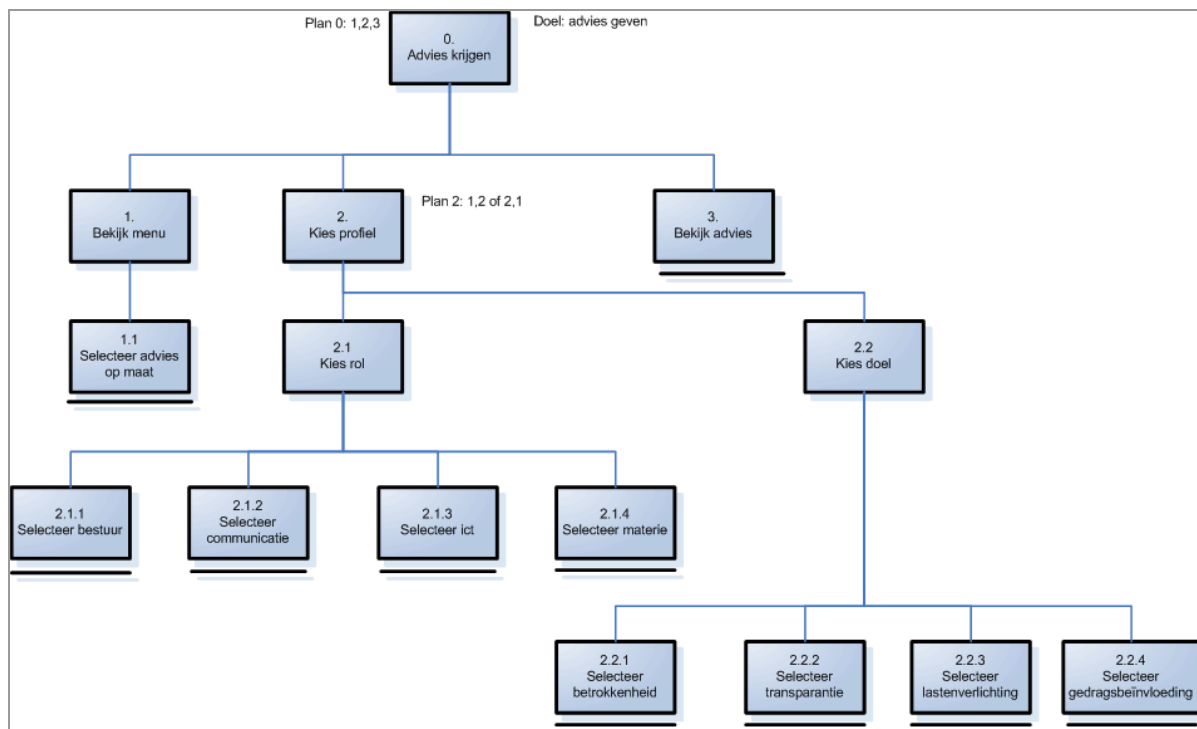 Plan 0: 1,2,3
0.
Advies krijgen
Doel: advies geven
1.
Bekijk menu
2.
Kies profiel
Plan 2: 1,2 of 2,1
3.
Bekijk advies
1.1
Selecteer advies
op maat
2.1
Kies rol
2.2
Kies doel
2.1.1
Selecteer bestuur
2.1.2
Selecteer
communicatie
2.1.3
Selecteer ict
2.1.4
Selecteer materie
2.2.1
Selecteer
betrokkenheid
2.2.2
Selecteer
transparantie
2.2.3
Selecteer
lastenverlichting
2.2.4
Selecteer
gedragsbeïnvloeding